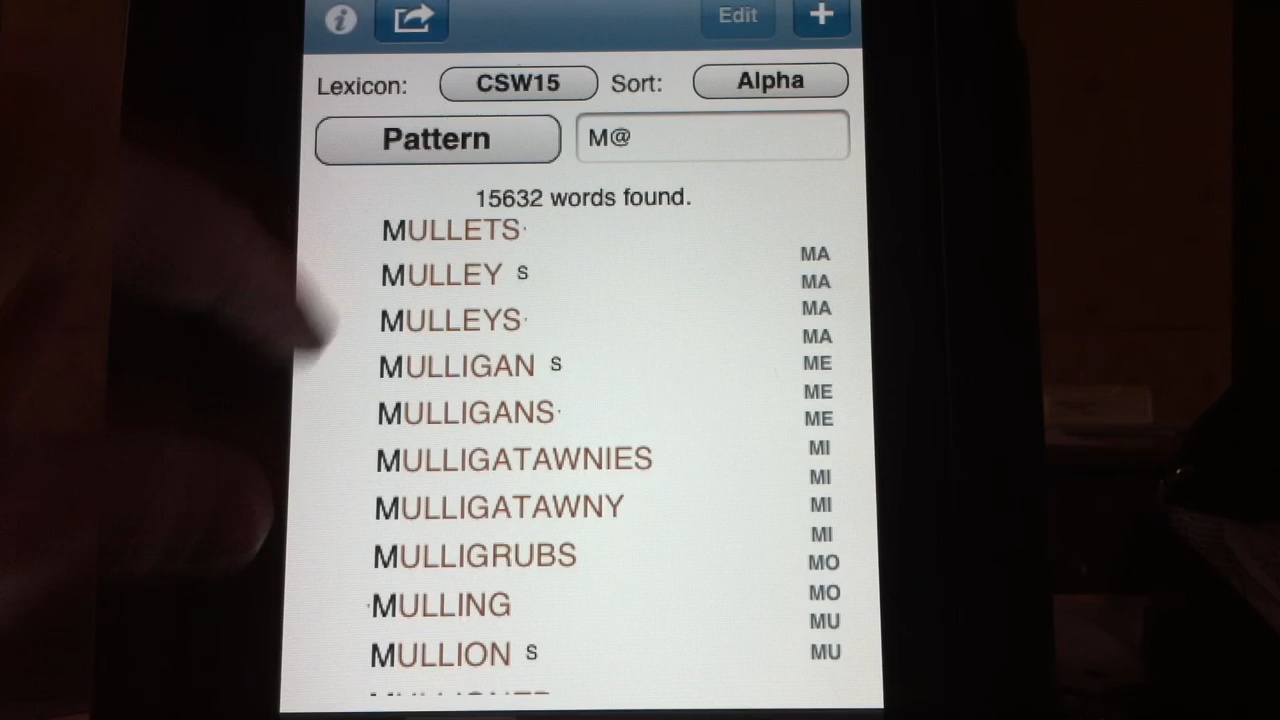 i Edit +
Lexicon: CSW15 Sort: Alpha
Pattern M@
15632 words found.
MULLETS·
MULLEY S
MULLEYS·
MULLIGAN S
MULLIGANS·
MULLIGATAWNIES
MULLIGATAWNY
MULLIGRUBS
·MULLING
MULLION S
MA
MA
MA
MA
ME
ME
ME
MI
MI
MI
MI
MO
MO
MU
MU